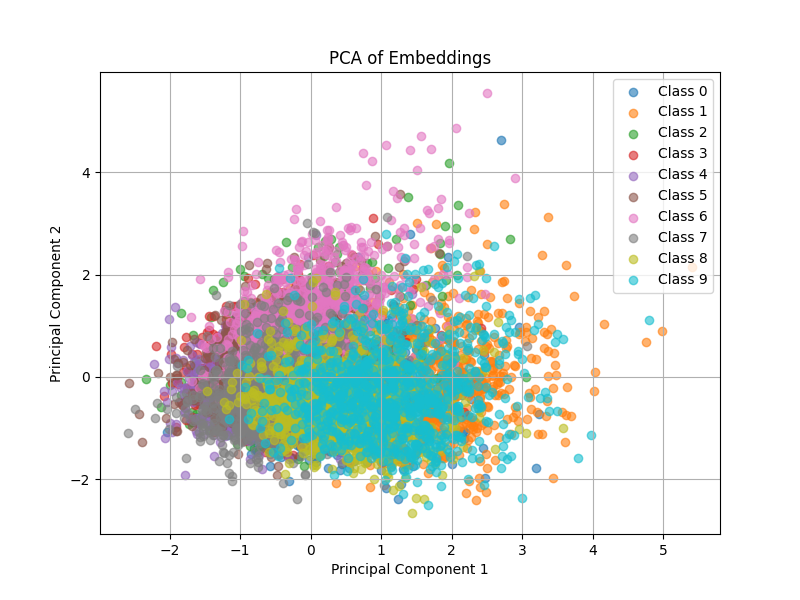 PCA of Embeddings
Class 0
Class 1
Class 2
Class 3
Class 4
Class 5
Class 6
Class 7
Class 8
Class 9
Principal Component 2
4
2
0
−2
−2
−1
0
1
2
3
4
5
Principal Component 1